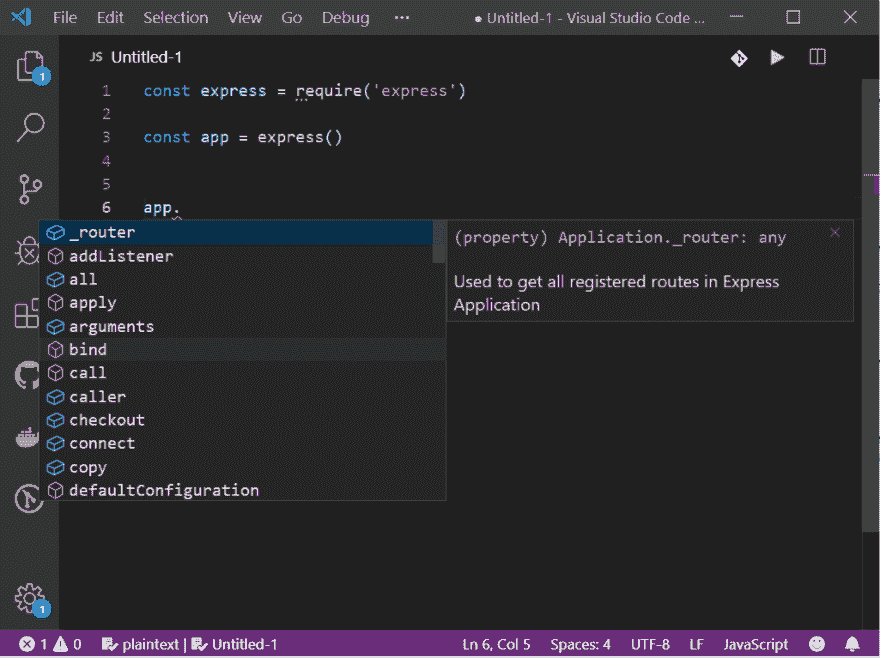 File Edit Selection View Go Debug ··· ● Untitled-1 - Visual Studio Code ...
JS Untitled-1
1 const express = require('express')
2
3 const app = express()
4
5
6 app.
_router
addListener
all
apply
arguments
bind
call
caller
checkout
connect
copy
defaultConfiguration
(property) Application._router: any
Used to get all registered routes in Express
Application
1
1
1 0 plaintext | Untitled-1 Ln 6, Col 5 Spaces: 4 UTF-8 LF JavaScript